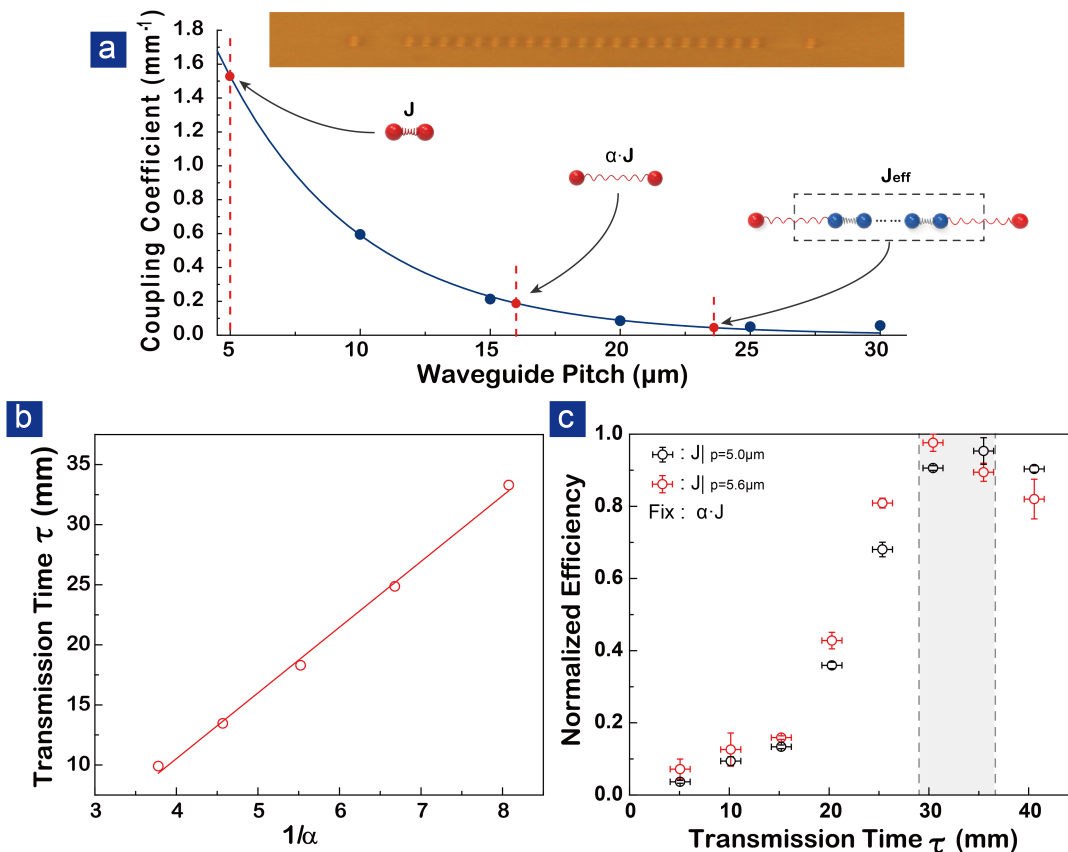 a
Coupling Coefficient (mm⁻¹)
1.8
1.6
1.4
1.2
1.0
0.8
0.6
0.4
0.2
0.0
J
α·J
Jeff
5
10
15
20
25
30
Waveguide Pitch (μm)
b
Transmission Time τ (mm)
35
30
25
20
15
10
3
4
5
6
7
8
1/α
c
Normalized Efficiency
1.0
0.8
0.6
0.4
0.2
0.0
: J| p=5.0μm
: J| p=5.6μm
Fix : α·J
0
10
20
30
40
Transmission Time τ (mm)